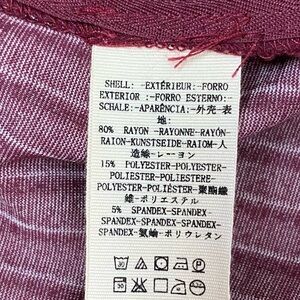 SHELL: -EXTÉRIEUR:-FORRO
EXTERIOR :-FORRO ESTERNO:-
SCHALE:-APARÊNCIA:-外壳-表
地:
80% RAYON -RAYONNE-RAYÓN-
RAION-KUNSTSEIDE-RAIOM-人
造絲-レーヨン
15% POLYESTER-POLYESTER-
POLIESTER-POLIESTERE-
POLYESTER-POLIÉSTER-聚酯纖
維-ポリエステル
5% SPANDEX-SPANDEX-
SPANDEX-SPANDEX-SPANDEX-
SPANDEX-氨綸-ポリウレタン
30